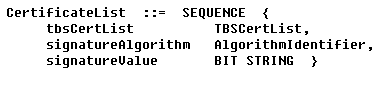 CertificateList  ::=  SEQUENCE  {
     tbsCertList          TBSCertList,
     signatureAlgorithm   AlgorithmIdentifier,
     signatureValue       BIT STRING  }